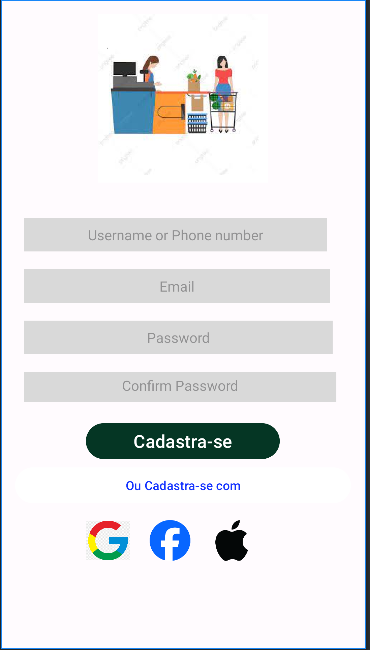 Username or Phone number
Email
Password
Confirm Password
Cadastra-se
Ou Cadastra-se com